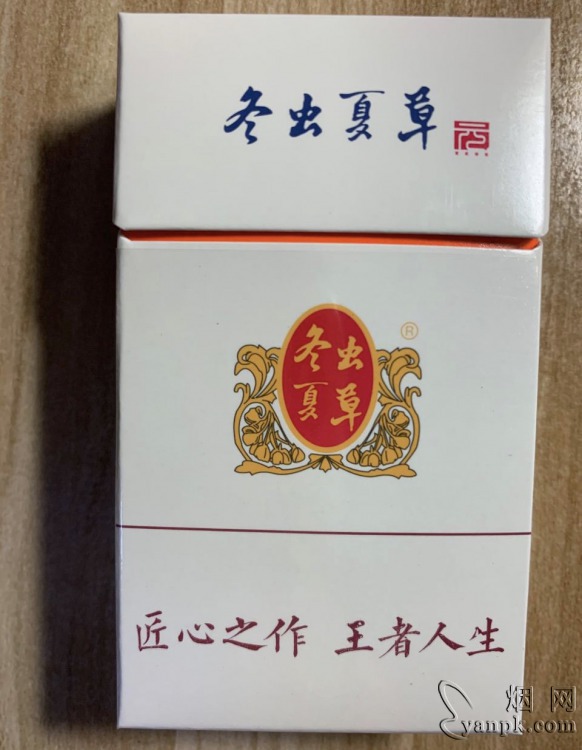 冬虫夏草
®
冬虫
夏草
匠心之作 王者人生
烟网
yanpk.com